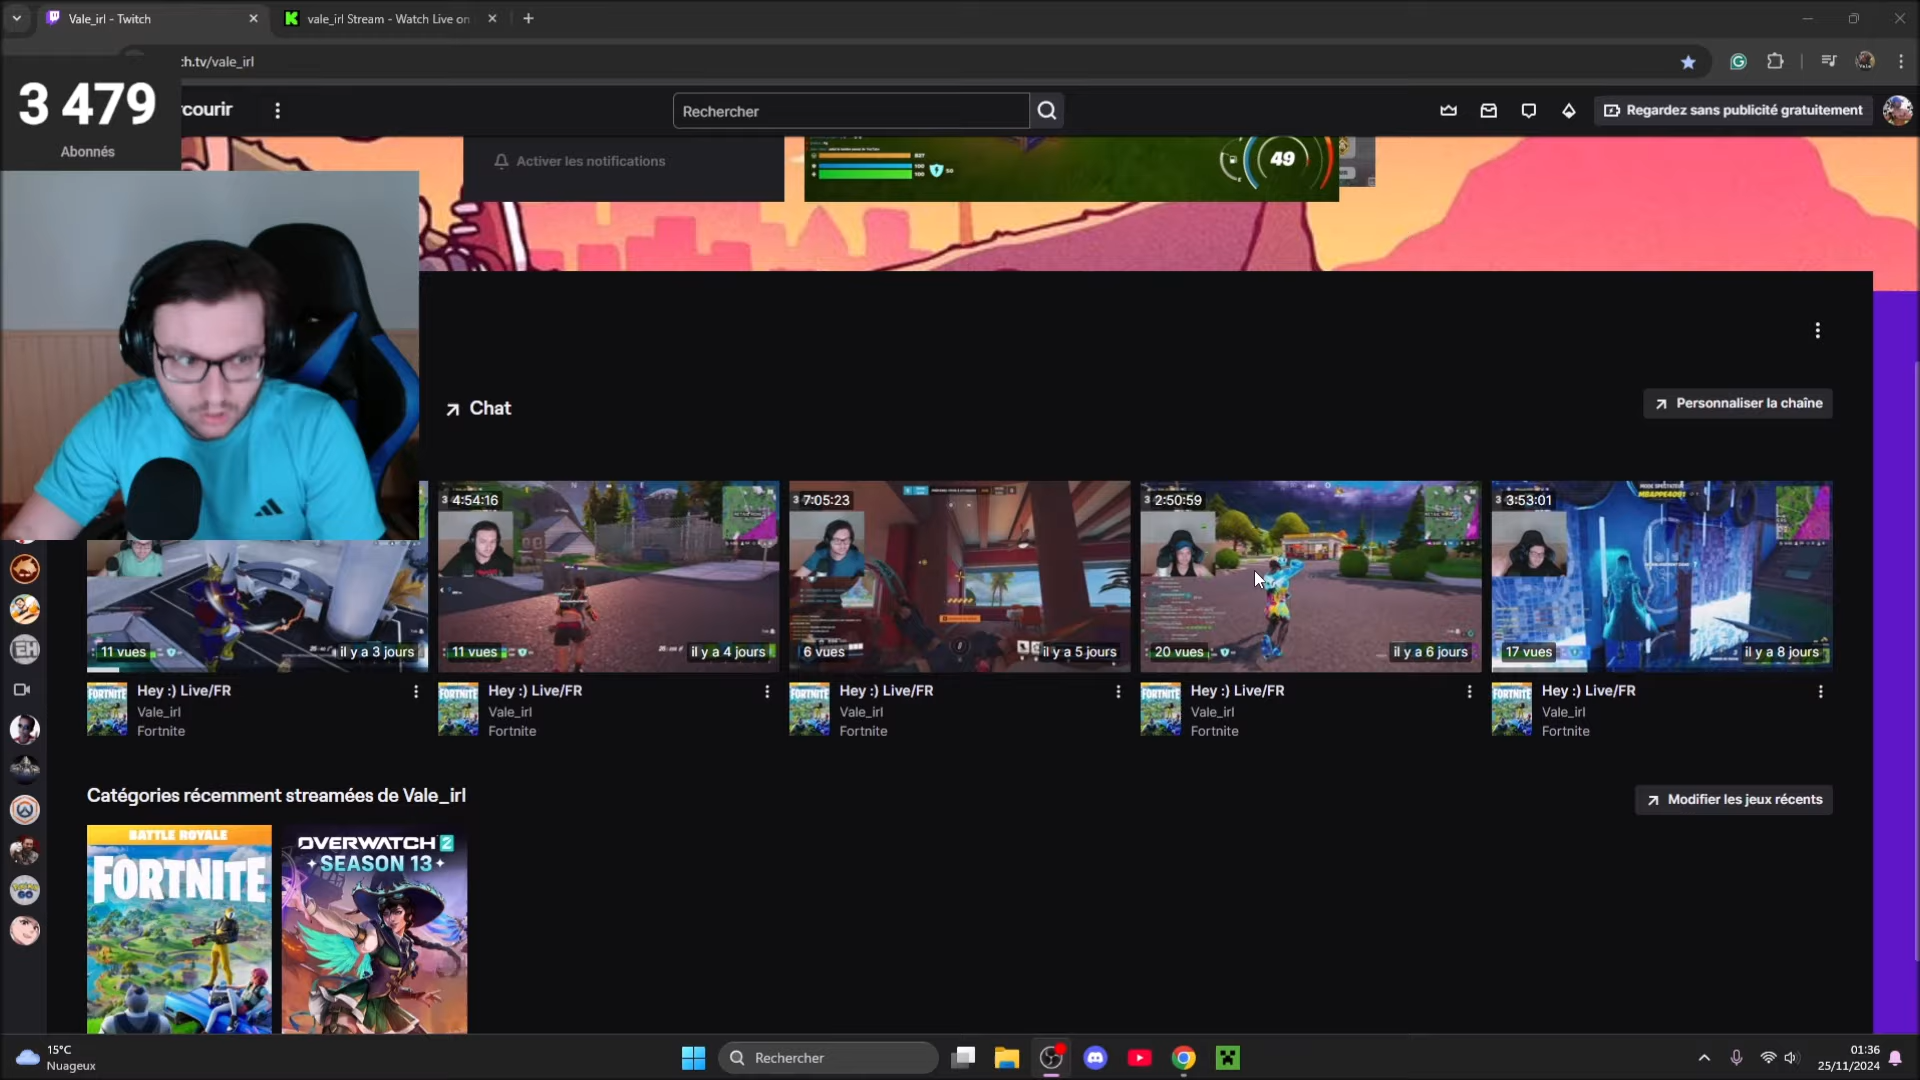 Vale_irl - Twitch
vale_irl Stream - Watch Live on
ch.tv/vale_irl
3 479
Abonnés
rcourir
Rechercher
Regardez sans publicité gratuitement
Activer les notifications
49
Chat
Personnaliser la chaîne
11 vues
il y a 3 jours
Hey :) Live/FR
Vale_irl
Fortnite
4:54:16
11 vues
il y a 4 jours
Hey :) Live/FR
Vale_irl
Fortnite
7:05:23
6 vues
il y a 5 jours
Hey :) Live/FR
Vale_irl
Fortnite
2:50:59
20 vues
il y a 6 jours
Hey :) Live/FR
Vale_irl
Fortnite
3:53:01
17 vues
il y a 8 jours
Hey :) Live/FR
Vale_irl
Fortnite
Catégories récemment streamées de Vale_irl
Modifier les jeux récents
BATTLE ROYALE
FORTNITE
OVERWATCH 2
SEASON 13
15°C
Nuageux
Rechercher
01:36
25/11/2024